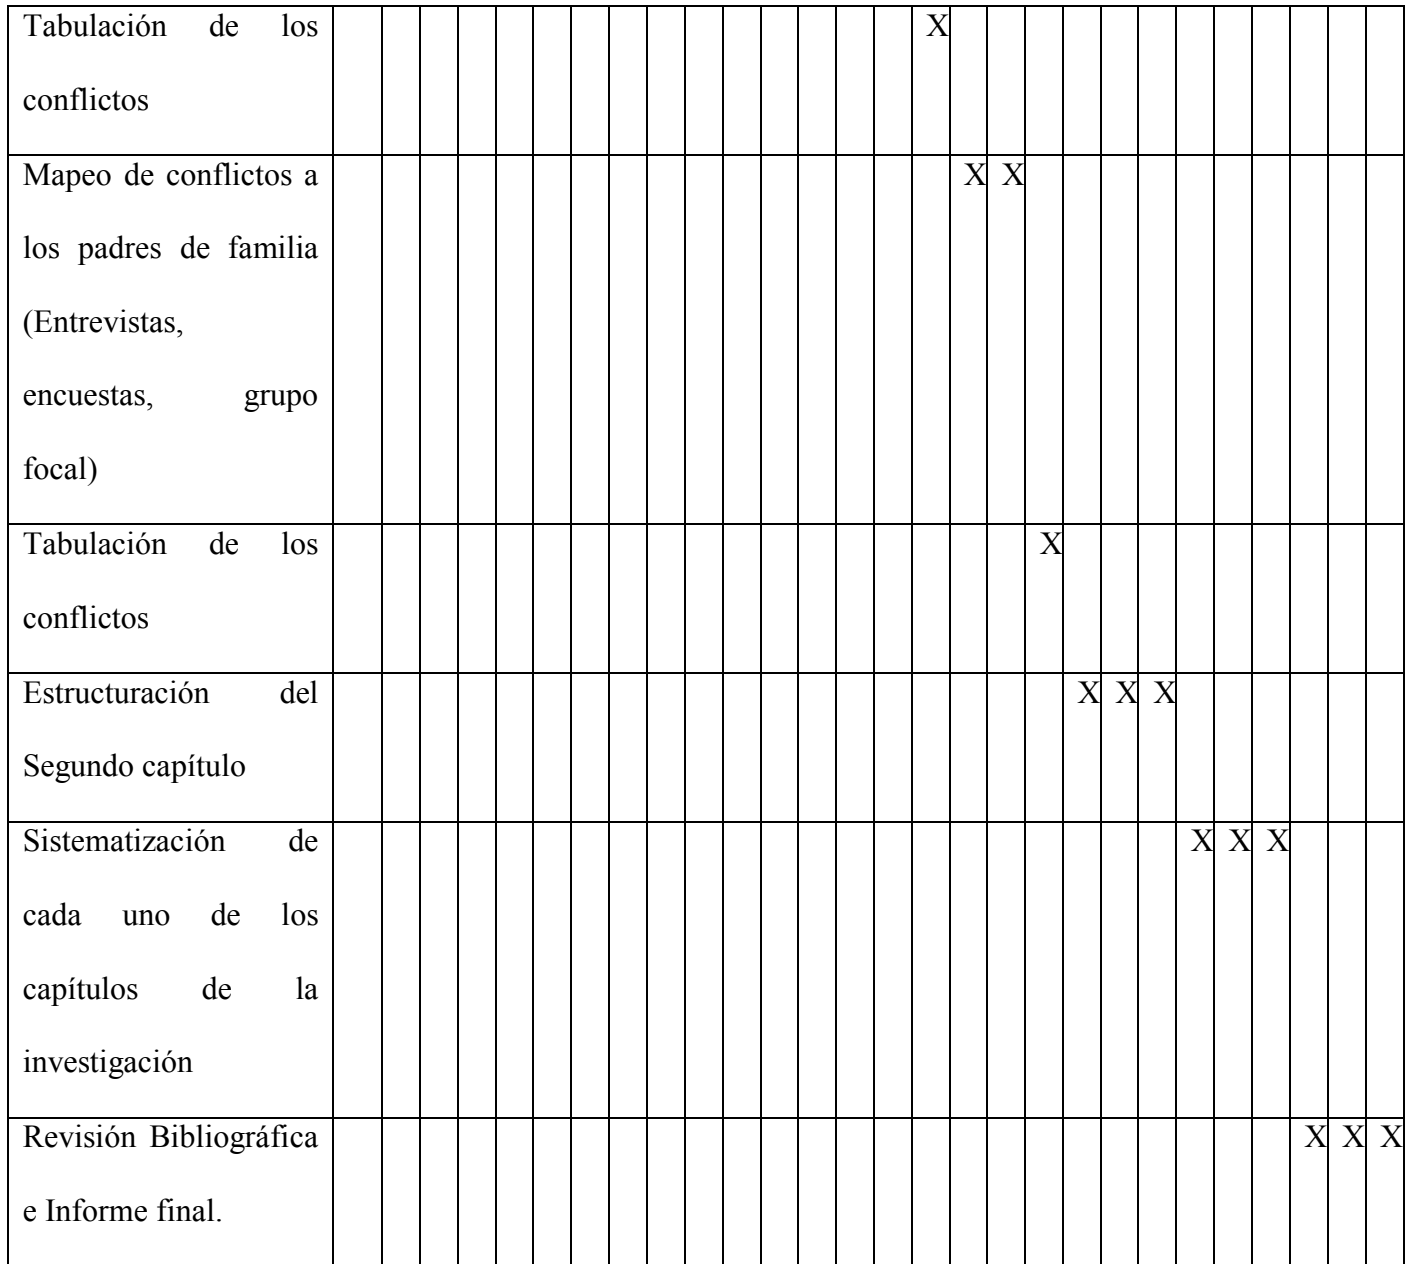 Tabulación de los X
conflictos
Mapeo de conflictos a X X
los padres de familia
(Entrevistas,
encuestas, grupo
focal)
Tabulación de los X
conflictos
Estructuración del X X X
Segundo capítulo
Sistematización de X X X
cada uno de los
capítulos de la
investigación
Revisión Bibliográfica X X X
e Informe final.